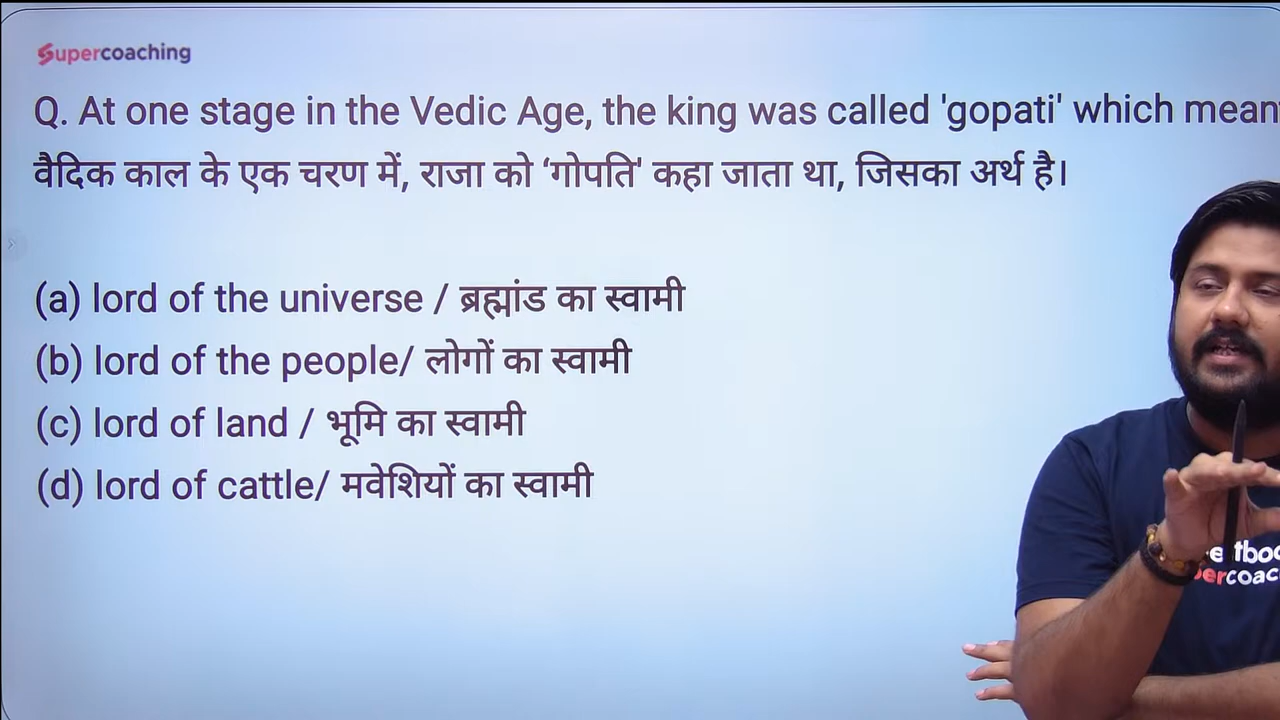 Supercoaching
Q. At one stage in the Vedic Age, the king was called 'gopati' which mean
वैदिक काल के एक चरण में, राजा को ‘गोपति' कहा जाता था, जिसका अर्थ है।
(a) lord of the universe / ब्रह्मांड का स्वामी
(b) lord of the people/ लोगों का स्वामी
(c) lord of land / भूमि का स्वामी
(d) lord of cattle/ मवेशियों का स्वामी